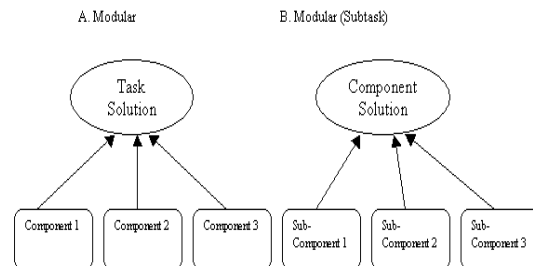 A. Modular
B. Modular (Subtask)
Task
Solution
Component
Solution
Component 1
Component 2
Component 3
Sub-
Component 1
Sub-
Component 2
Sub-
Component 3